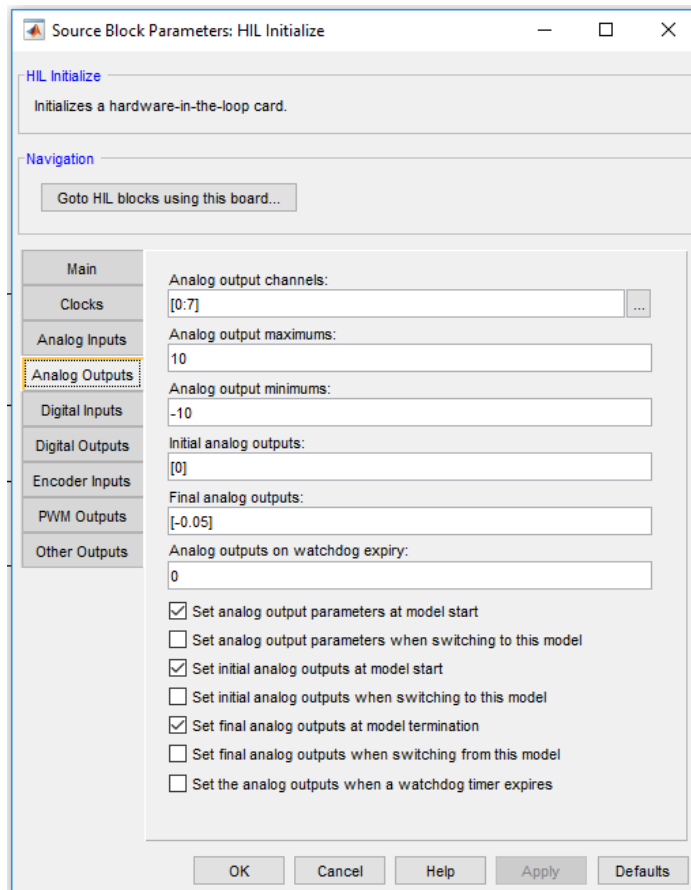 Source Block Parameters: HIL Initialize
HIL Initialize
Initializes a hardware-in-the-loop card.
Navigation
Goto HIL blocks using this board...
Main
Clocks
Analog Inputs
Analog Outputs
Digital Inputs
Digital Outputs
Encoder Inputs
PWM Outputs
Other Outputs
Analog output channels:
[0:7]
...
Analog output maximums:
10
Analog output minimums:
-10
Initial analog outputs:
[0]
Final analog outputs:
[-0.05]
Analog outputs on watchdog expiry:
0
Set analog output parameters at model start
Set analog output parameters when switching to this model
Set initial analog outputs at model start
Set initial analog outputs when switching to this model
Set final analog outputs at model termination
Set final analog outputs when switching from this model
Set the analog outputs when a watchdog timer expires
OK
Cancel
Help
Apply
Defaults